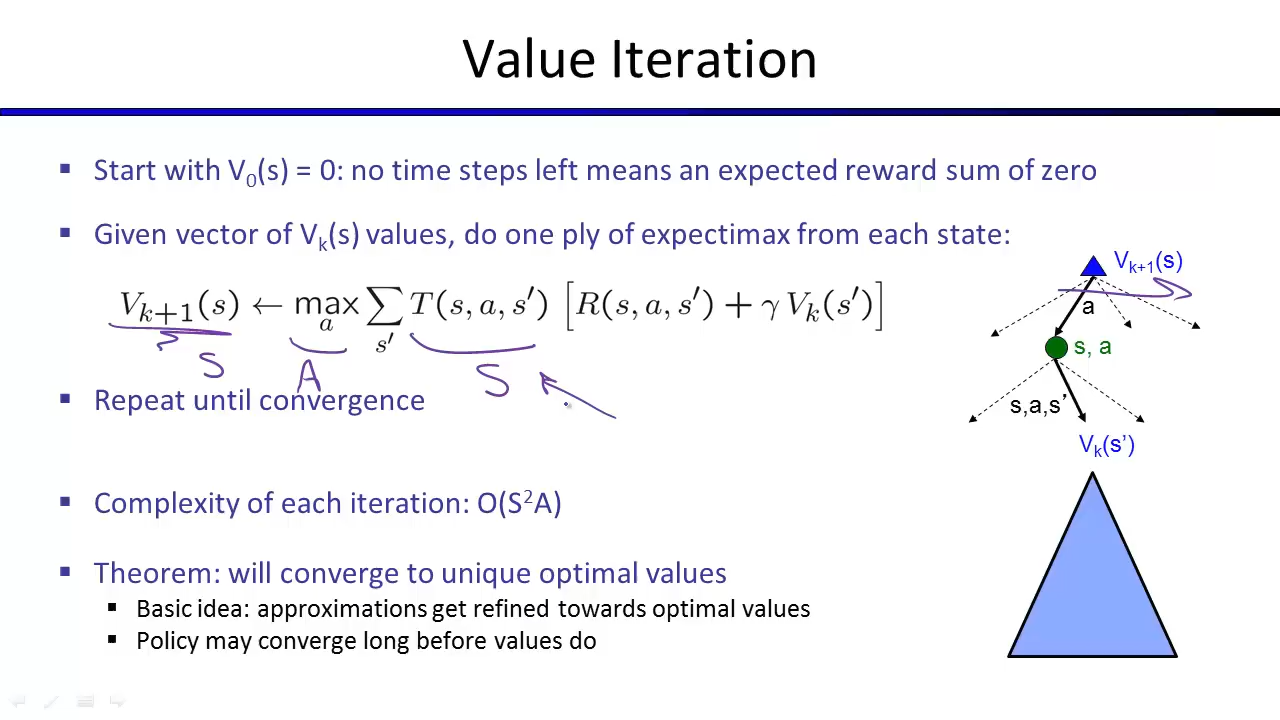 Value Iteration
Start with V₀(s) = 0: no time steps left means an expected reward sum of zero
Given vector of Vₖ(s) values, do one ply of expectimax from each state:
Vₖ₊₁(s) ← max_a ∑_s′ T(s, a, s′) [R(s, a, s′) + γ Vₖ(s′)]
S A S
Repeat until convergence
Complexity of each iteration: O(S²A)
Theorem: will converge to unique optimal values
Basic idea: approximations get refined towards optimal values
Policy may converge long before values do
Vₖ₊₁(s)
a
s, a
s,a,s’
Vₖ(s’)